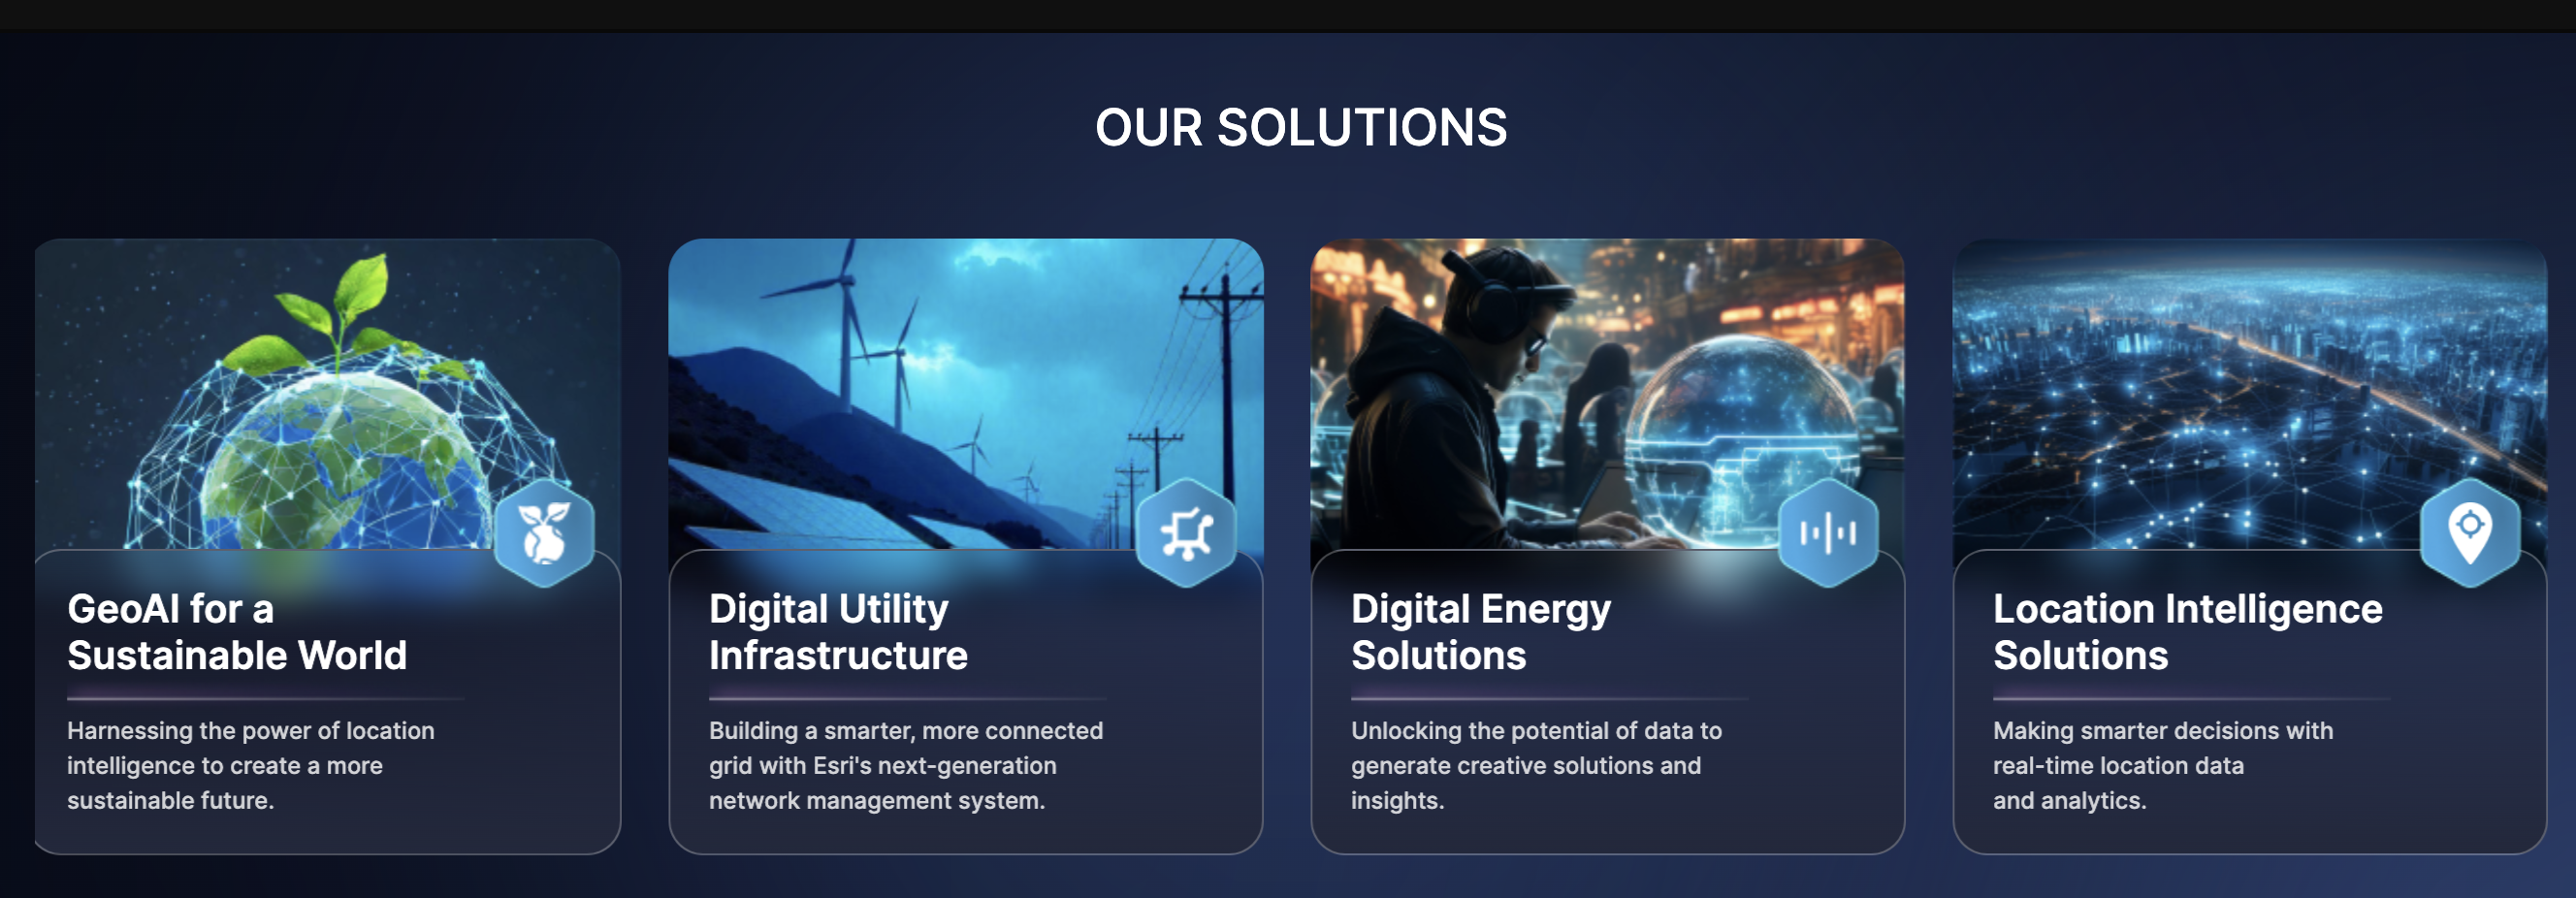 OUR SOLUTIONS
GeoAI for a
Sustainable World
Harnessing the power of location
intelligence to create a more
sustainable future.
Digital Utility
Infrastructure
Building a smarter, more connected
grid with Esri's next-generation
network management system.
Digital Energy
Solutions
Unlocking the potential of data to
generate creative solutions and
insights.
Location Intelligence
Solutions
Making smarter decisions with
real-time location data
and analytics.